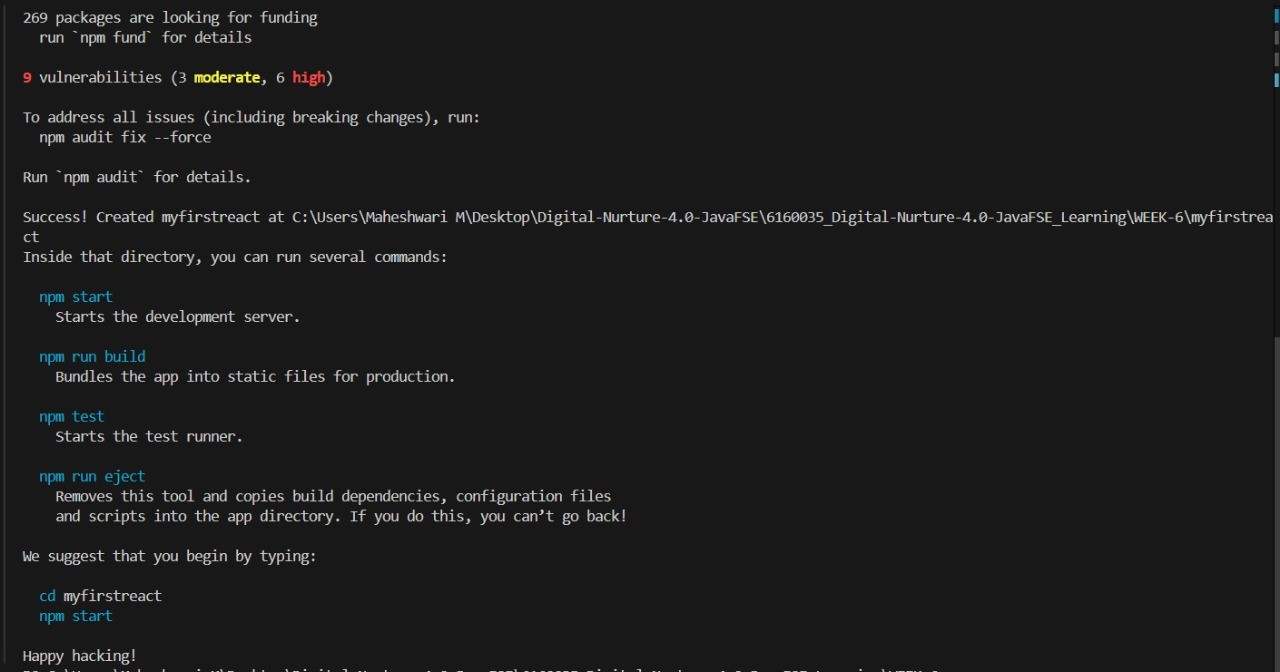 269 packages are looking for funding
run `npm fund` for details
9 vulnerabilities (3 moderate, 6 high)
To address all issues (including breaking changes), run:
npm audit fix --force
Run `npm audit` for details.
Success! Created myfirstreact at C:\Users\Maheshwari M\Desktop\Digital-Nurture-4.0-JavaFSE\6160035_Digital-Nurture-4.0-JavaFSE_Learning\WEEK-6\myfirstrea
ct
Inside that directory, you can run several commands:
npm start
Starts the development server.
npm run build
Bundles the app into static files for production.
npm test
Starts the test runner.
npm run eject
Removes this tool and copies build dependencies, configuration files
and scripts into the app directory. If you do this, you can’t go back!
We suggest that you begin by typing:
cd myfirstreact
npm start
Happy hacking!